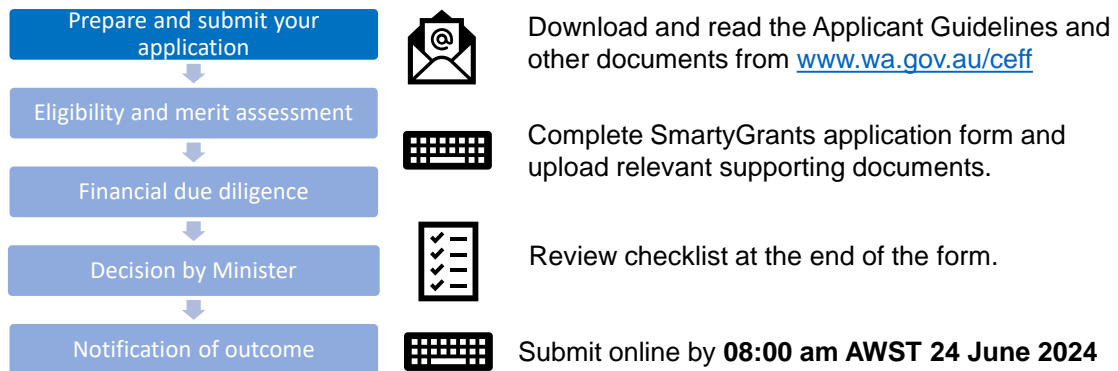 Prepare and submit your
application
Eligibility and merit assessment
Financial due diligence
Decision by Minister
Notification of outcome
@
Download and read the Applicant Guidelines and
other documents from www.wa.gov.au/ceff
Complete SmartyGrants application form and
upload relevant supporting documents.
Review checklist at the end of the form.
Submit online by 08:00 am AWST 24 June 2024